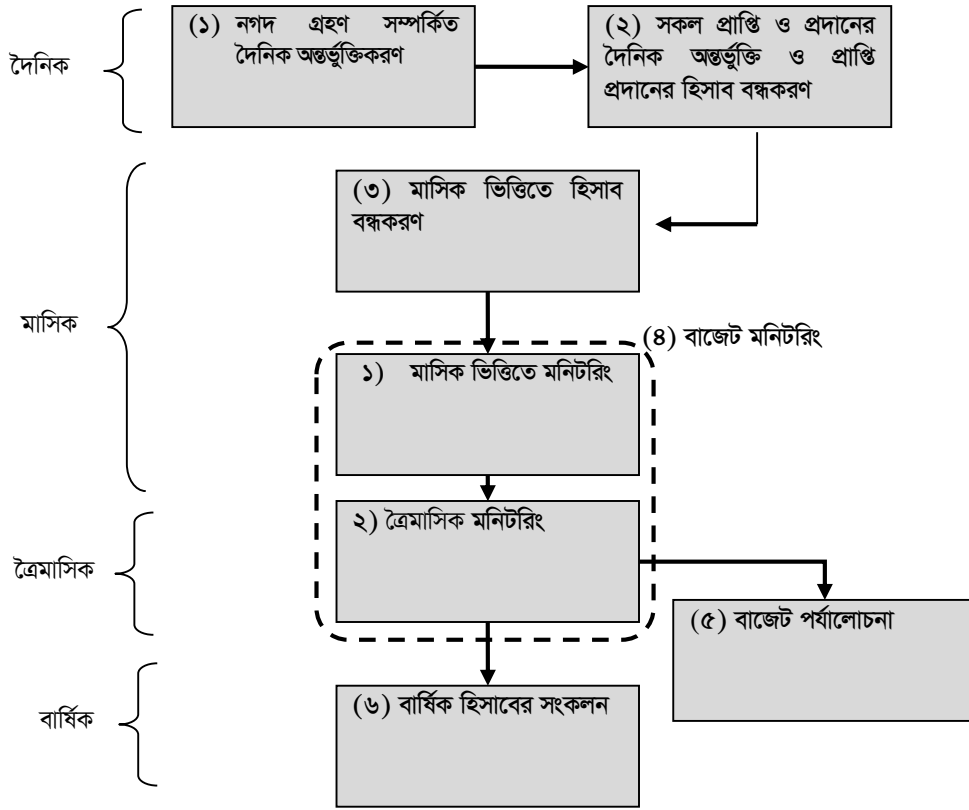 দৈনিক
(১) নগদ গ্রহণ সম্পর্কিত
দৈনিক অন্তর্ভুক্তিকরণ
(২) সকল প্রাপ্তি ও প্রদানের
দৈনিক অন্তর্ভুক্তি ও প্রাপ্তি
প্রদানের হিসাব বন্ধকরণ
মাসিক
(৩) মাসিক ভিত্তিতে হিসাব
বন্ধকরণ
(৪) বাজেট মনিটরিং
১) মাসিক ভিত্তিতে মনিটরিং
ত্রৈমাসিক
২) ত্রৈমাসিক মনিটরিং
(৫) বাজেট পর্যালোচনা
বার্ষিক
(৬) বার্ষিক হিসাবের সংকলন